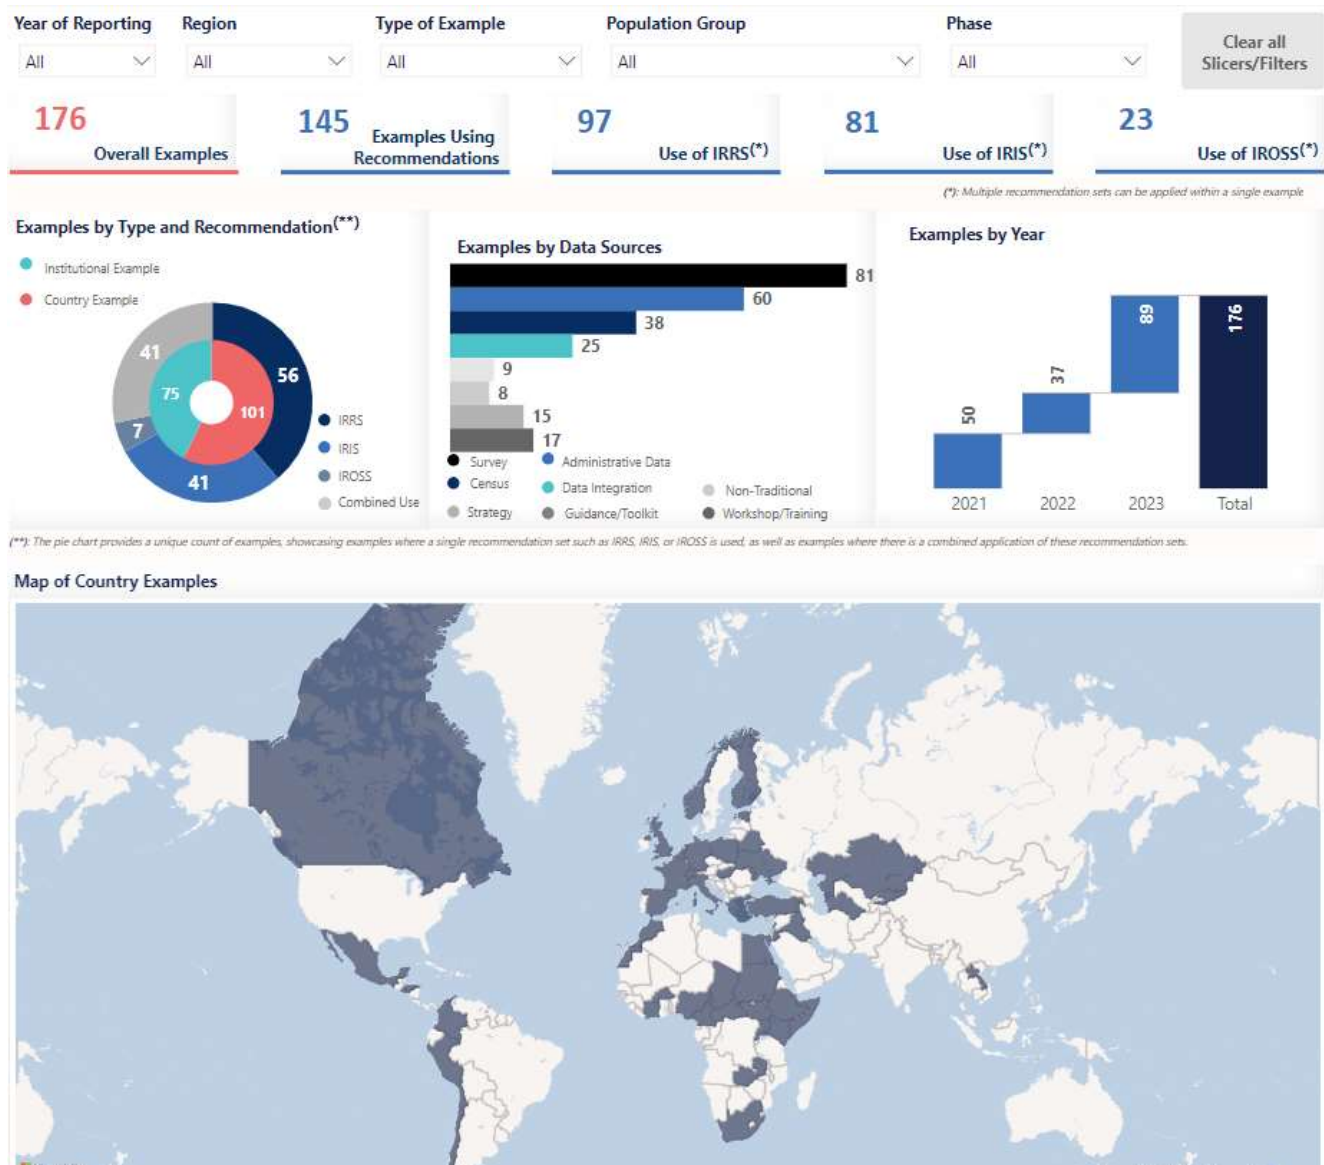 Year of Reporting Region Type of Example Population Group Phase
All All All All All
Clear all
Slicers/Filters
176
Overall Examples
145
Examples Using
Recommendations
97
Use of IRRS(*)
81
Use of IRIS(*)
23
Use of IROSS(*)
(*): Multiple recommendation sets can be applied within a single example
Examples by Type and Recommendation(**)
Institutional Example
Country Example
41
56
75
101
7
41
IRRS
IRIS
IROSS
Combined Use
Examples by Data Sources
81
60
38
25
9
8
15
17
Survey Administrative Data
Census Data Integration Non-Traditional
Strategy Guidance/Toolkit Workshop/Training
Examples by Year
50
37
89
176
2021 2022 2023 Total
(**): The pie chart provides a unique count of examples, showcasing examples where a single recommendation set such as IRRS, IRIS, or IROSS is used, as well as examples where there is a combined application of these recommendation sets.
Map of Country Examples